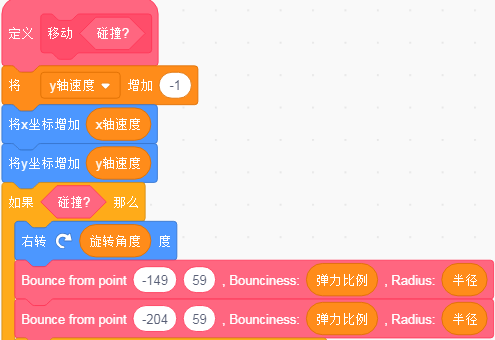 定义 移动 碰撞?
将 y轴速度 增加 -1
将x坐标增加 x轴速度
将y坐标增加 y轴速度
如果 碰撞? 那么
右转 旋转角度 度
Bounce from point -149 59 , Bounciness: 弹力比例 , Radius: 半径
Bounce from point -204 59 , Bounciness: 弹力比例 , Radius: 半径